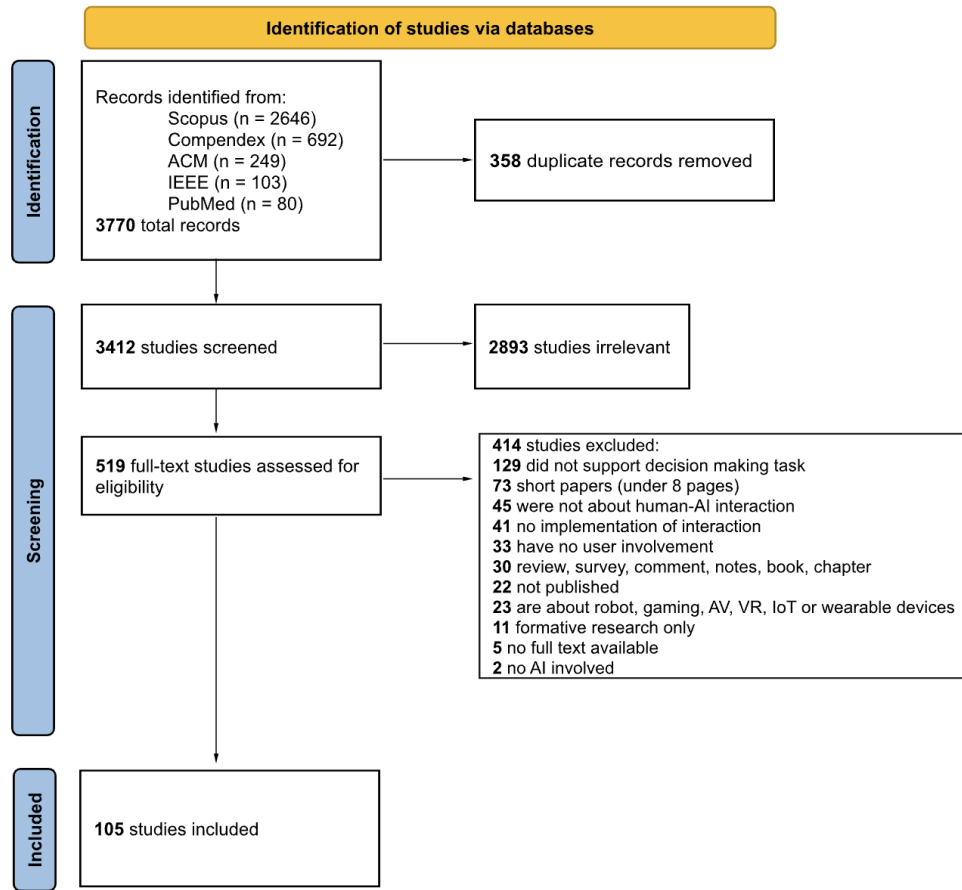 Identification of studies via databases
Identification
Records identified from:
Scopus (n = 2646)
Compendex (n = 692)
ACM (n = 249)
IEEE (n = 103)
PubMed (n = 80)
3770 total records
358 duplicate records removed
Screening
3412 studies screened
2893 studies irrelevant
519 full-text studies assessed for
eligibility
414 studies excluded:
129 did not support decision making task
73 short papers (under 8 pages)
45 were not about human-AI interaction
41 no implementation of interaction
33 have no user involvement
30 review, survey, comment, notes, book, chapter
22 not published
23 are about robot, gaming, AV, VR, IoT or wearable devices
11 formative research only
5 no full text available
2 no AI involved
Included
105 studies included